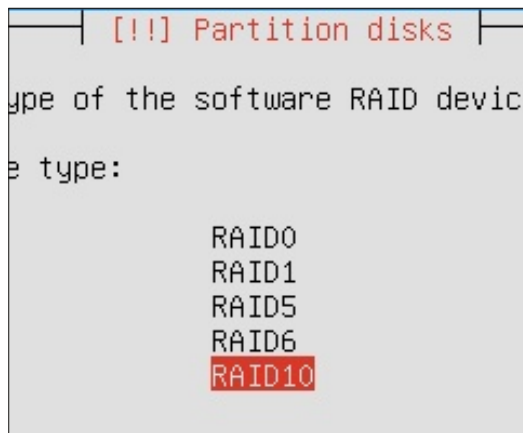 [!!] Partition disks
ype of the software RAID devic
e type:
RAID0
RAID1
RAID5
RAID6
RAID10